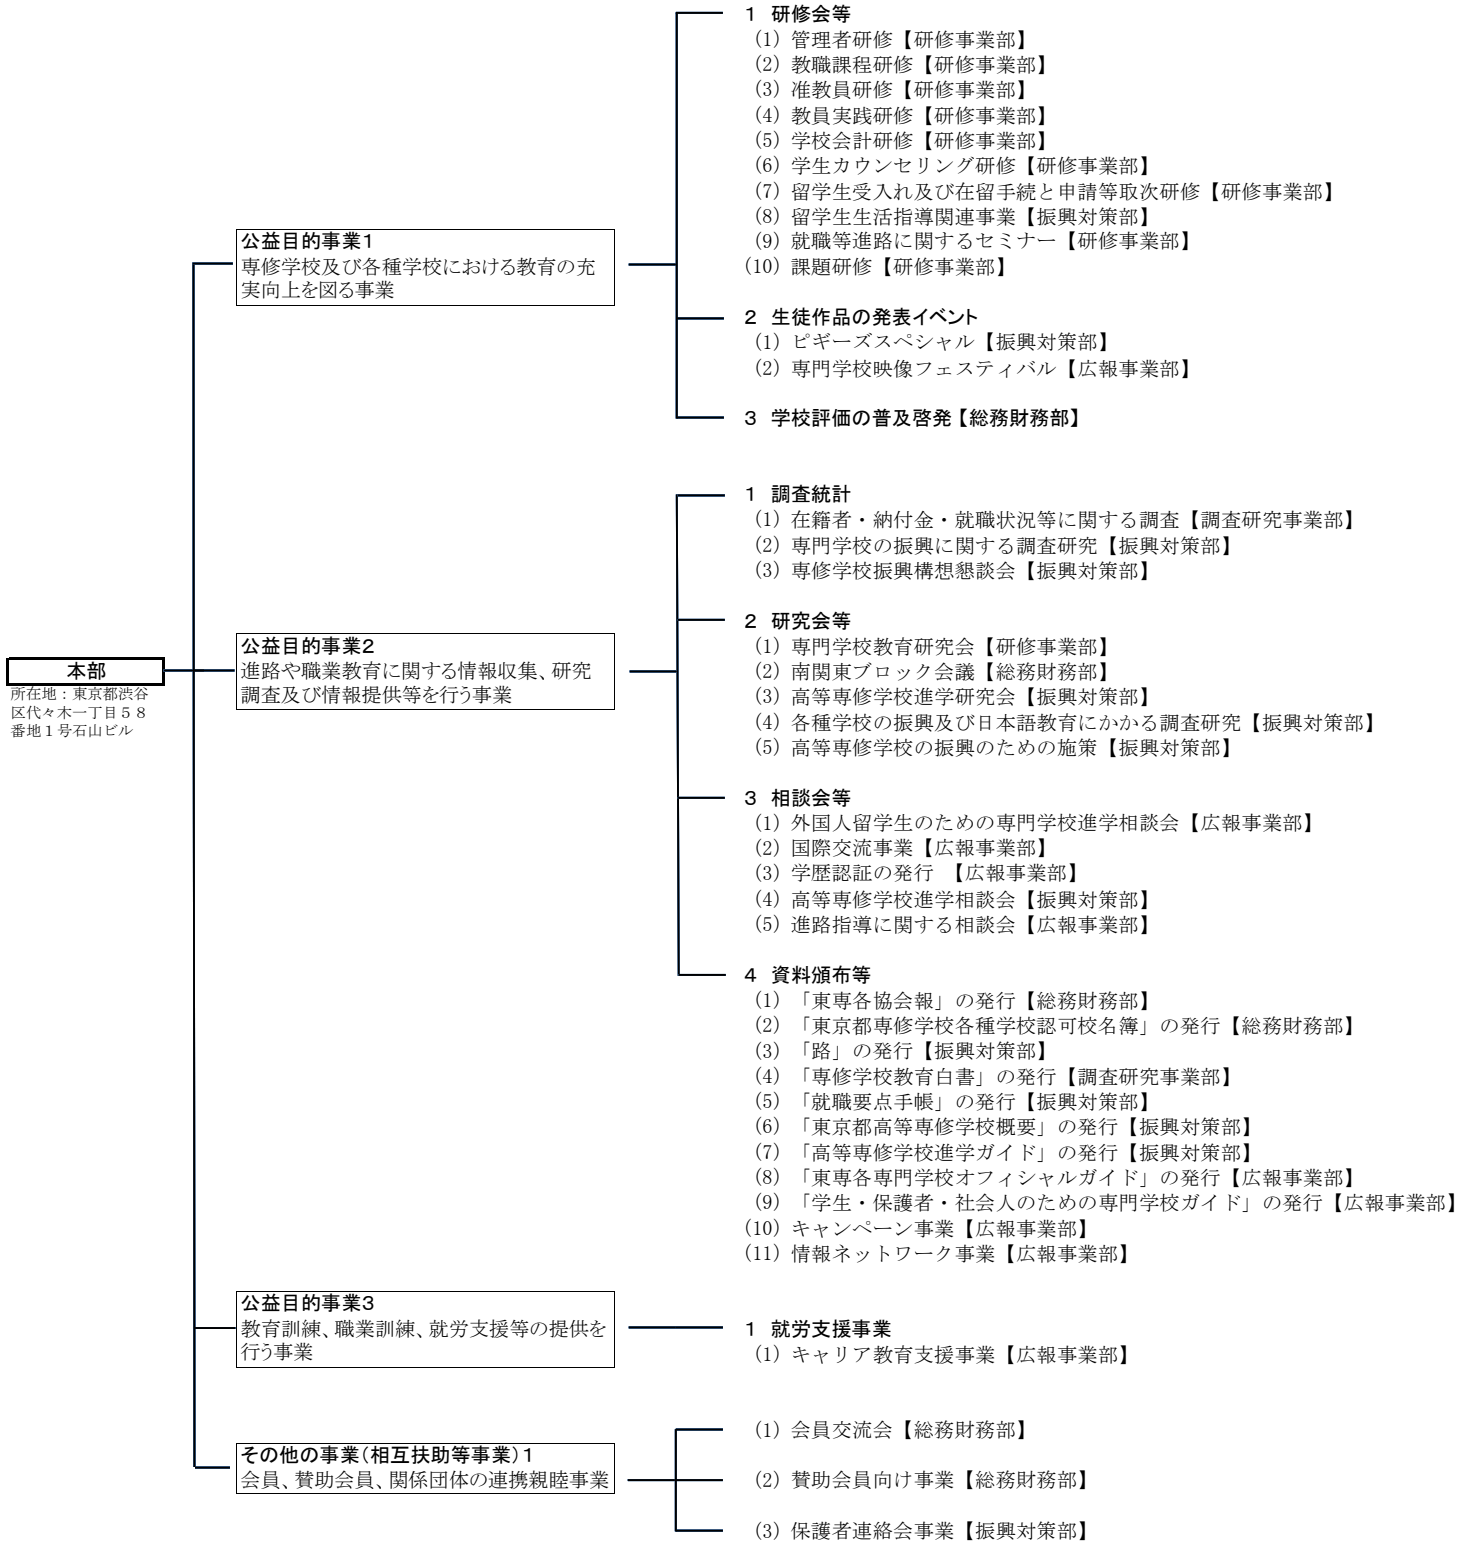 本部
所在地：東京都渋谷
区代々木一丁目５８
番地１号石山ビル
公益目的事業1
専修学校及び各種学校における教育の充
実向上を図る事業
1 研修会等
(1) 管理者研修【研修事業部】
(2) 教職課程研修【研修事業部】
(3) 准教員研修【研修事業部】
(4) 教員実践研修【研修事業部】
(5) 学校会計研修【研修事業部】
(6) 学生カウンセリング研修【研修事業部】
(7) 留学生受入れ及び在留手続と申請等取次研修【研修事業部】
(8) 留学生生活指導関連事業【振興対策部】
(9) 就職等進路に関するセミナー【研修事業部】
(10) 課題研修【研修事業部】
2 生徒作品の発表イベント
(1) ピギーズスペシャル【振興対策部】
(2) 専門学校映像フェスティバル【広報事業部】
3 学校評価の普及啓発【総務財務部】
公益目的事業2
進路や職業教育に関する情報収集、研究
調査及び情報提供等を行う事業
1 調査統計
(1) 在籍者・納付金・就職状況等に関する調査【調査研究事業部】
(2) 専門学校の振興に関する調査研究【振興対策部】
(3) 専修学校振興構想懇談会【振興対策部】
2 研究会等
(1) 専門学校教育研究会【研修事業部】
(2) 南関東ブロック会議【総務財務部】
(3) 高等専修学校進学研究会【振興対策部】
(4) 各種学校の振興及び日本語教育にかかる調査研究【振興対策部】
(5) 高等専修学校の振興のための施策【振興対策部】
3 相談会等
(1) 外国人留学生のための専門学校進学相談会【広報事業部】
(2) 国際交流事業【広報事業部】
(3) 学歴認証の発行 【広報事業部】
(4) 高等専修学校進学相談会【振興対策部】
(5) 進路指導に関する相談会【広報事業部】
4 資料頒布等
(1) 「東専各協会報」の発行【総務財務部】
(2) 「東京都専修学校各種学校認可校名簿」の発行【総務財務部】
(3) 「路」の発行【振興対策部】
(4) 「専修学校教育白書」の発行【調査研究事業部】
(5) 「就職要点手帳」の発行【振興対策部】
(6) 「東京都高等専修学校概要」の発行【振興対策部】
(7) 「高等専修学校進学ガイド」の発行【振興対策部】
(8) 「東専各専門学校オフィシャルガイド」の発行【広報事業部】
(9) 「学生・保護者・社会人のための専門学校ガイド」の発行【広報事業部】
(10) キャンペーン事業【広報事業部】
(11) 情報ネットワーク事業【広報事業部】
公益目的事業3
教育訓練、職業訓練、就労支援等の提供を
行う事業
1 就労支援事業
(1) キャリア教育支援事業【広報事業部】
その他の事業(相互扶助等事業)1
会員、賛助会員、関係団体の連携親睦事業
(1) 会員交流会【総務財務部】
(2) 賛助会員向け事業【総務財務部】
(3) 保護者連絡会事業【振興対策部】